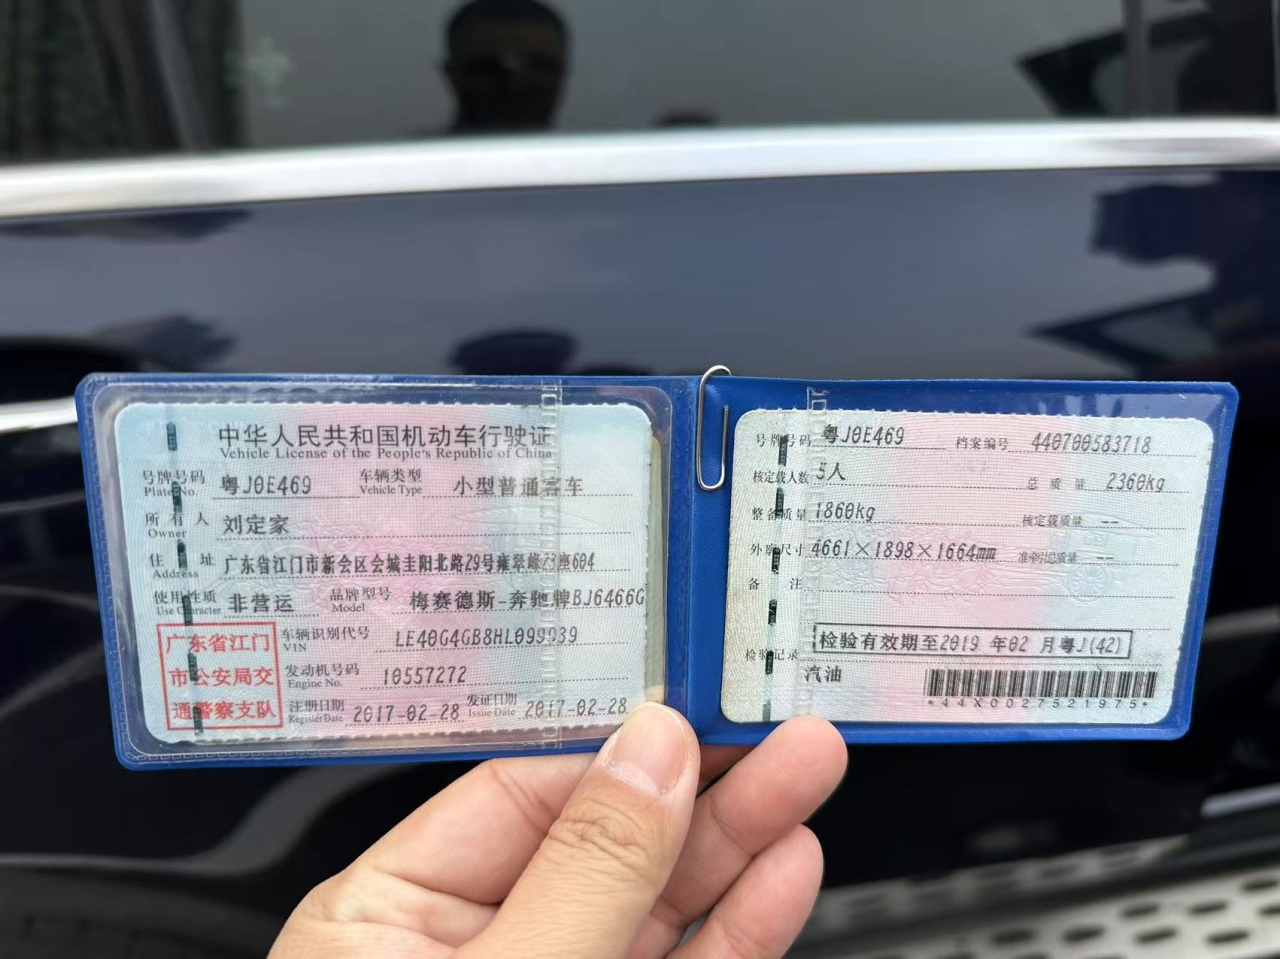 中华人民共和国机动车行驶证
Vehicle License of the People's Republic of China
号牌号码 粤J0E469 车辆类型 小型普通客车
Plate No. Vehicle Type
所有人 刘定家
Owner
住址 广东省江门市新会区会城圭阳北路29号雍翠峰23座604
Address
使用性质 非营运 品牌型号 梅赛德斯-奔驰牌BJ6466G
Use Character Model
广东省江门市公安局交通警察支队
车辆识别代号 LE40G4GB8HL099939
VIN
发动机号码 10557272
Engine No.
注册日期 2017-02-28 发证日期 2017-02-28
Register Date Issue Date
号牌号码 粤J0E469 档案编号 440700583718
核定载人数 5人 总质量 2360kg
整备质量 1860kg 核定载质量 --
外廓尺寸 4661×1898×1664mm 准牵引总质量 --
备注
检验记录 检验有效期至2019 年02 月粤J(42)
汽油
*44X0027521975*